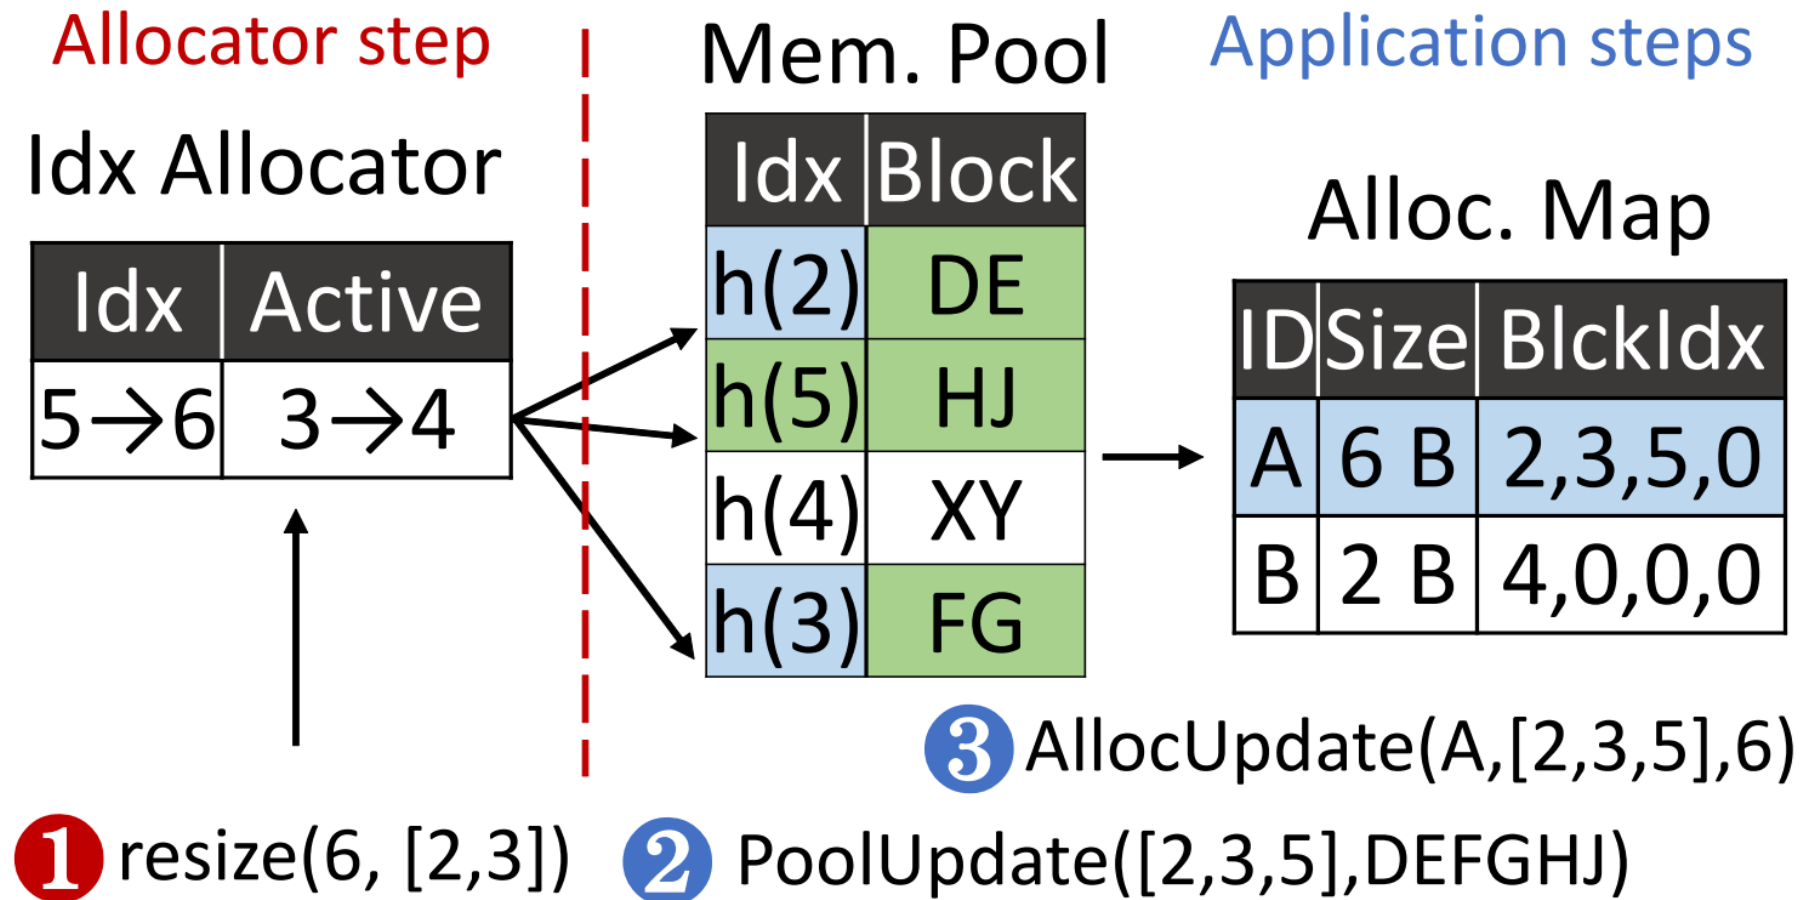 Allocator step
Mem. Pool
Application steps
Idx Allocator
Idx Active
5→6 3→4
Idx Block
h(2) DE
h(5) HJ
h(4) XY
h(3) FG
Alloc. Map
ID Size BlckIdx
A 6 B 2,3,5,0
B 2 B 4,0,0,0
3 AllocUpdate(A,[2,3,5],6)
1 resize(6, [2,3])
2 PoolUpdate([2,3,5],DEFGHJ)